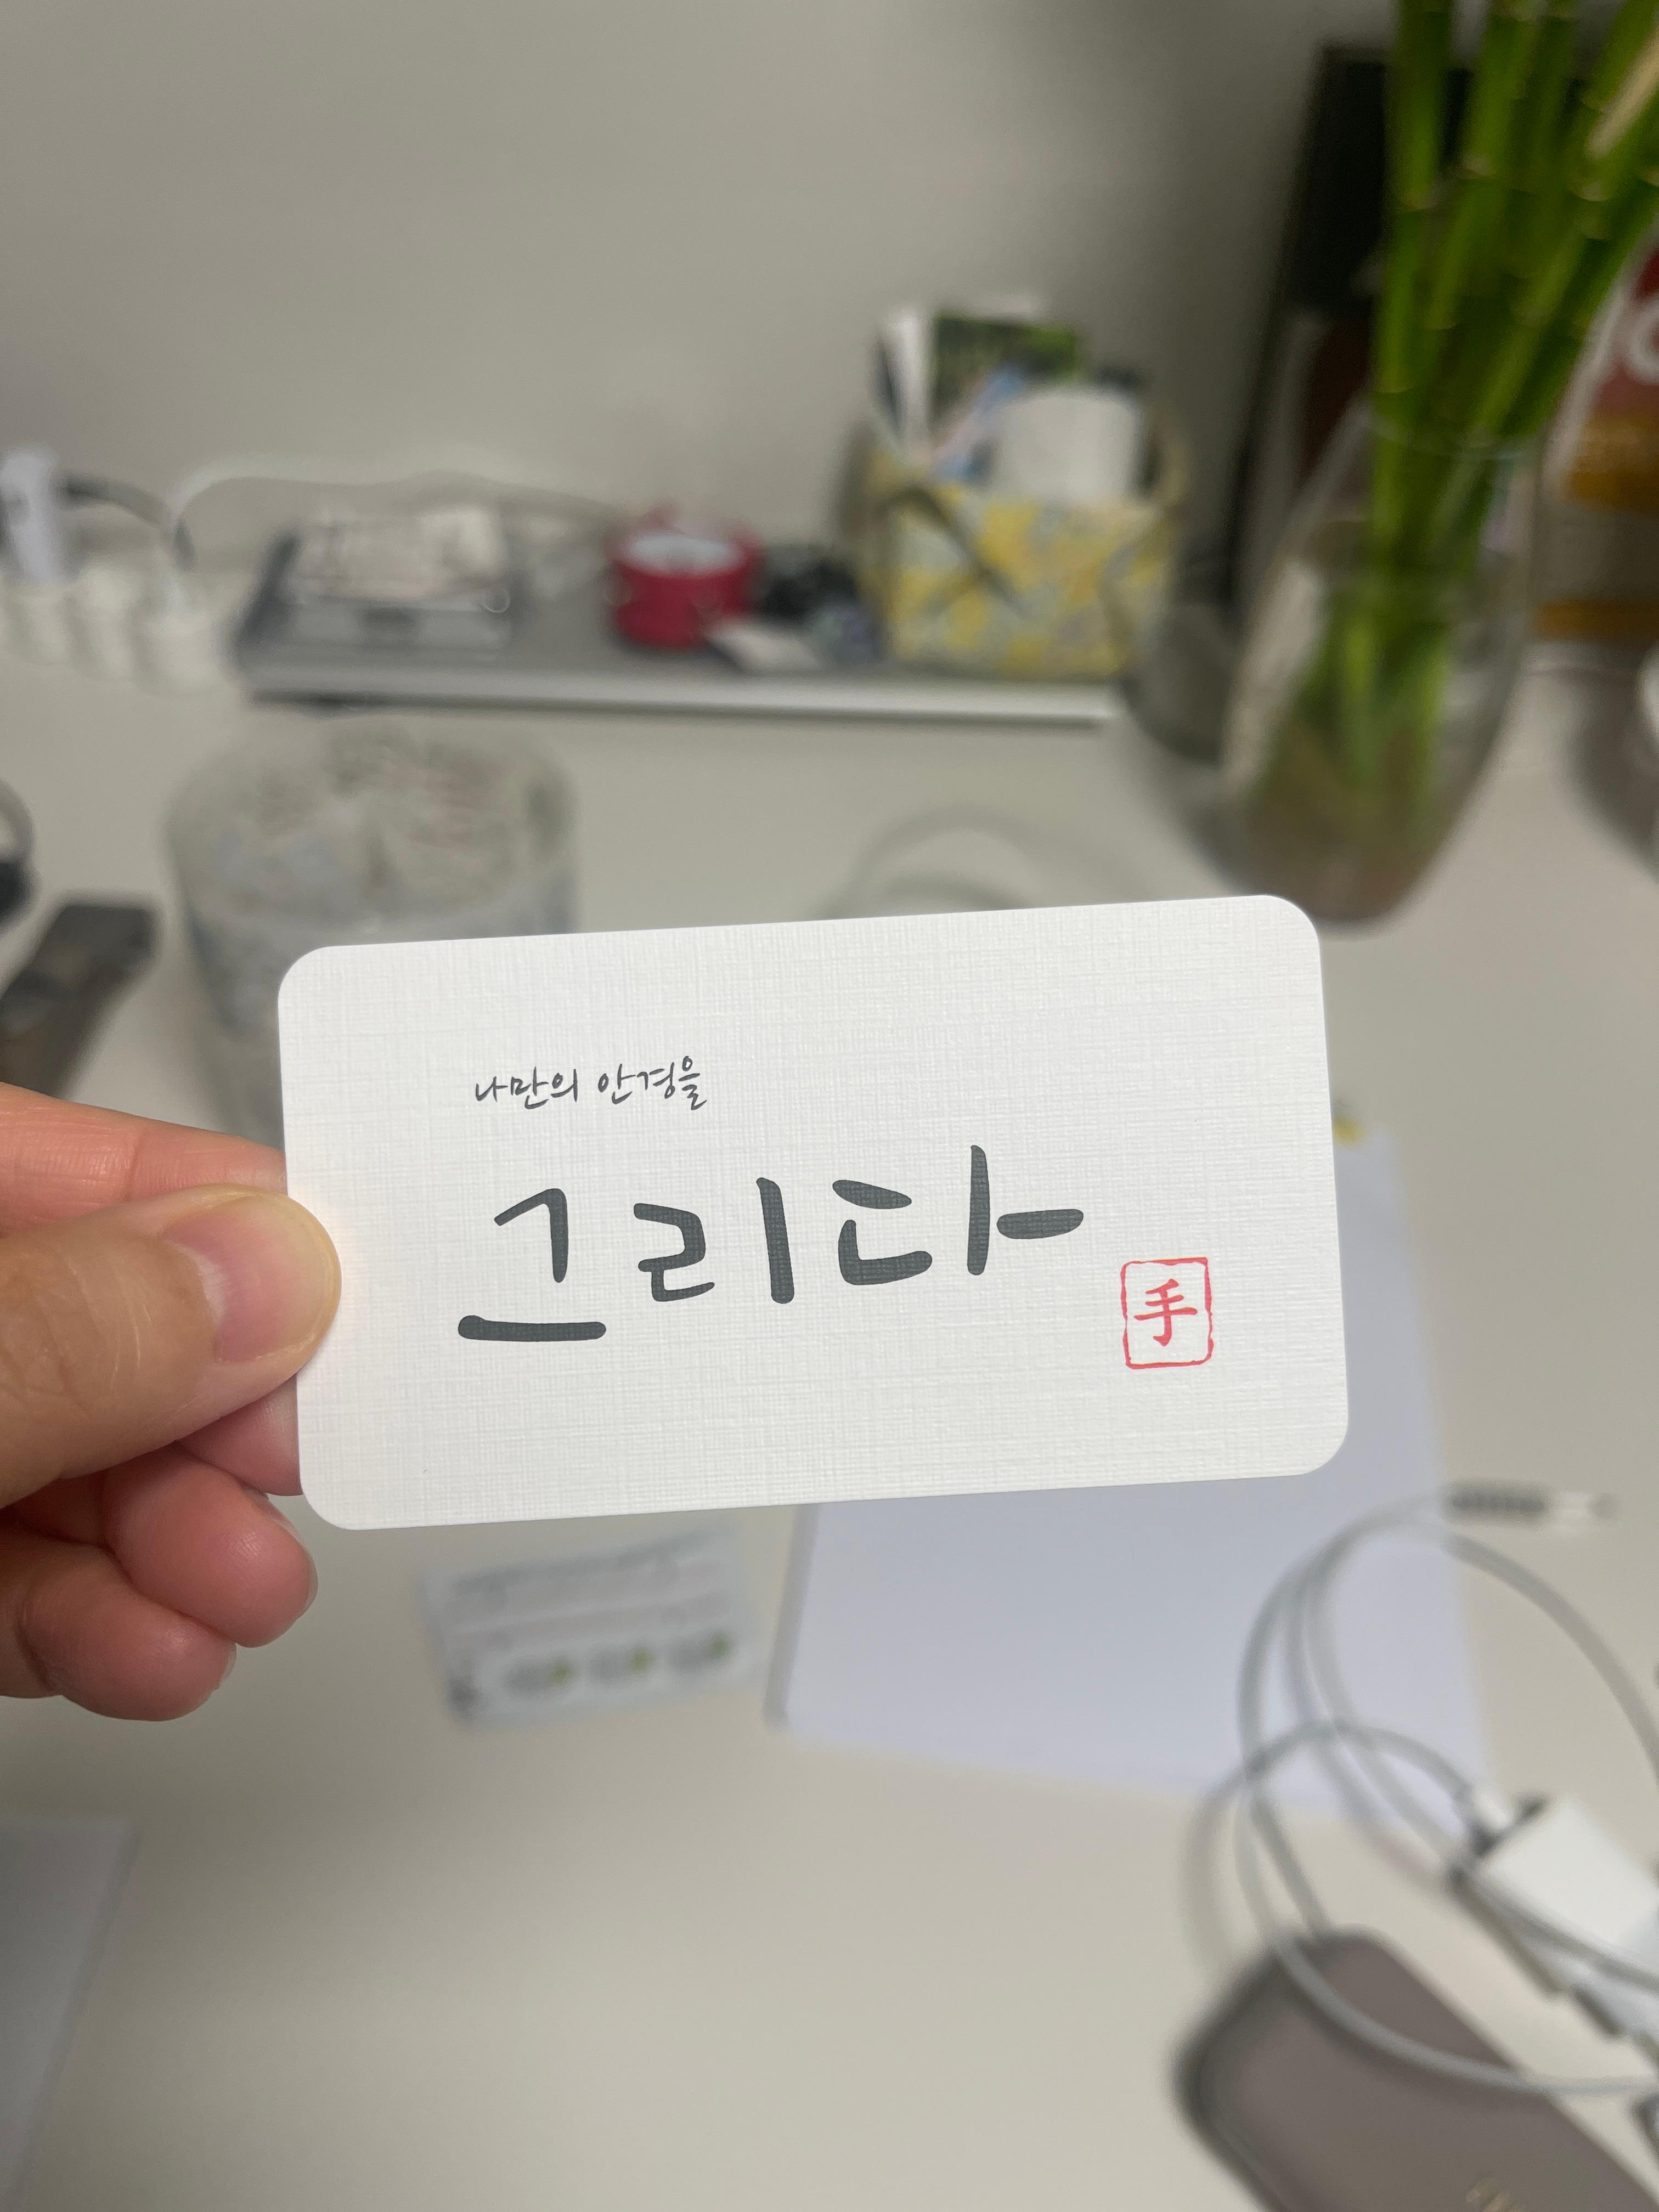 나만의 안경을
그리다
手